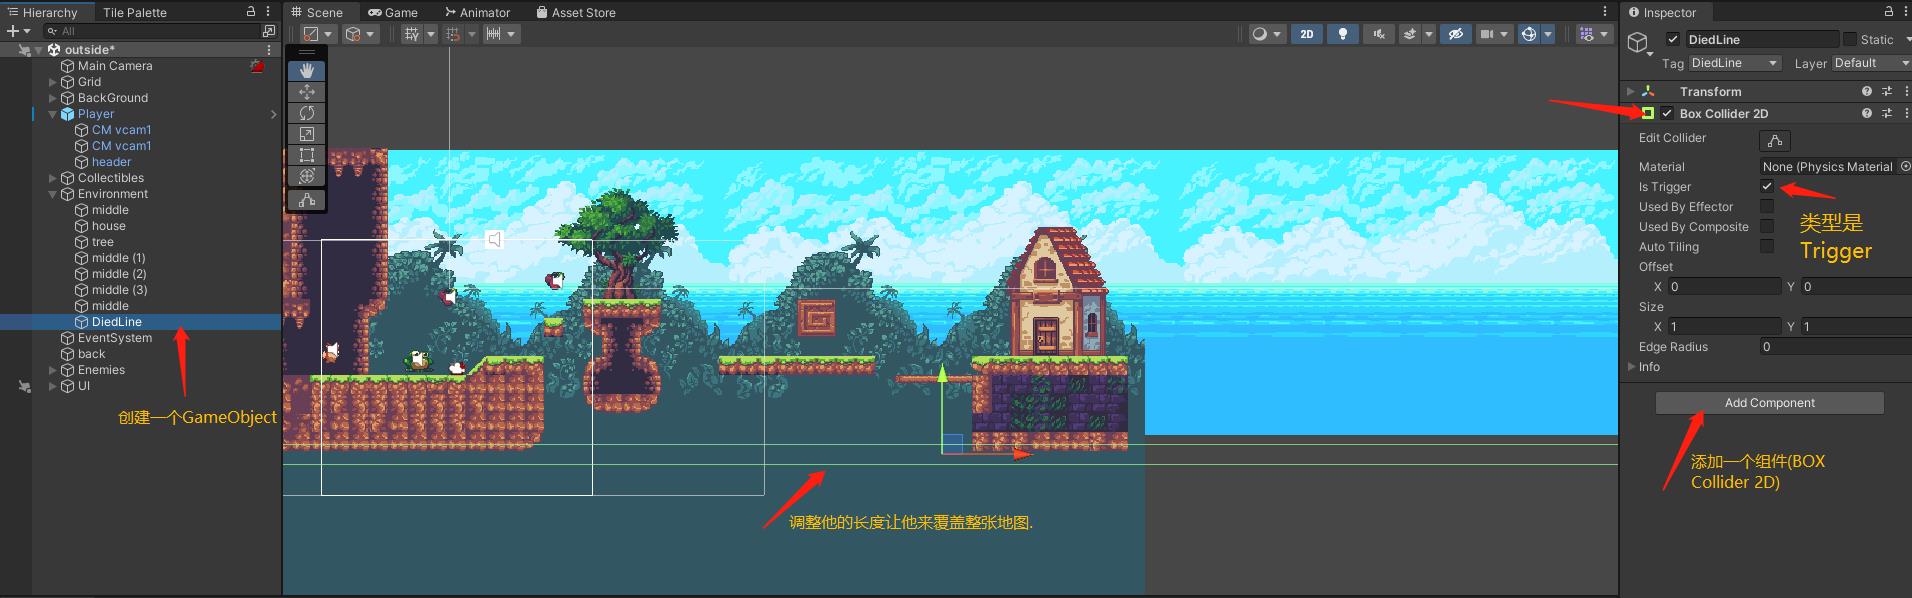 Hierarchy
Tile Palette
All
outside*
Main Camera
Grid
BackGround
Player
CM vcam1
CM vcam1
header
Collectibles
Environment
middle
house
tree
middle (1)
middle (2)
middle (3)
middle
DiedLine
EventSystem
back
Enemies
UI
创建一个GameObject
Scene
Game
Animator
Asset Store
2D
调整他的长度让他来覆盖整张地图.
Inspector
DiedLine
Static
Tag DiedLine
Layer Default
Transform
Box Collider 2D
Edit Collider
Material None (Physics Material
Is Trigger
Used By Effector
Used By Composite
Auto Tiling
类型是
Trigger
Offset
X 0 Y 0
Size
X 1 Y 1
Edge Radius 0
Info
Add Component
添加一个组件(BOX
Collider 2D)